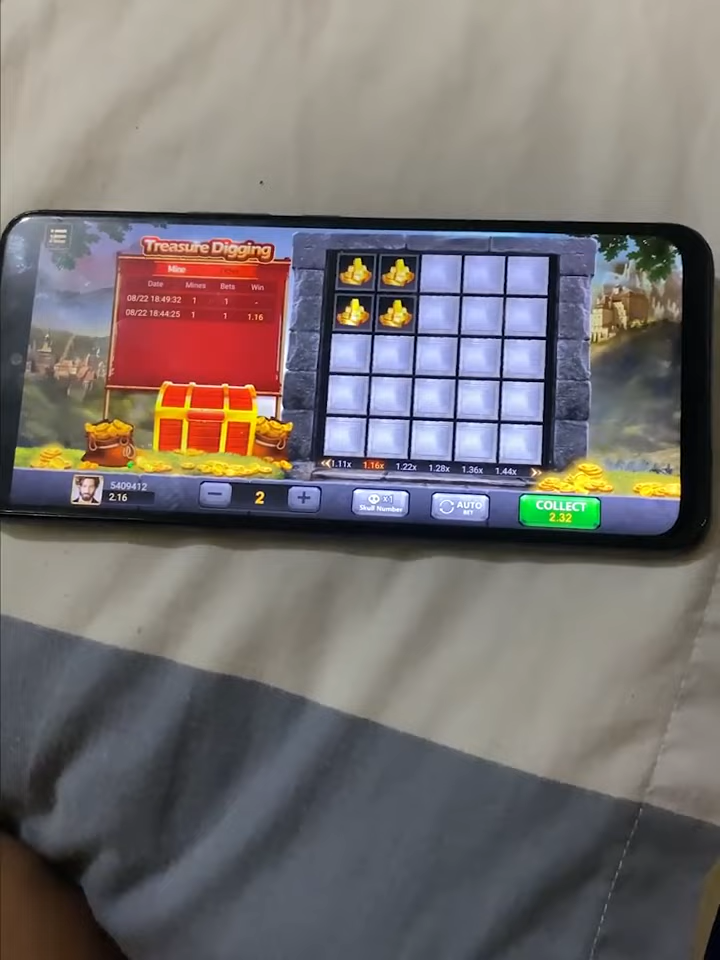 Treasure Digging
Mine
Date Mines Bets Win
08/22 18:49:32 1 1 -
08/22 18:44:25 1 1 1.16
1.11x 1.16x 1.22x 1.28x 1.36x 1.44x
S409412
2.16
2
x1
Skull Number
AUTO
BET
COLLECT
2.32